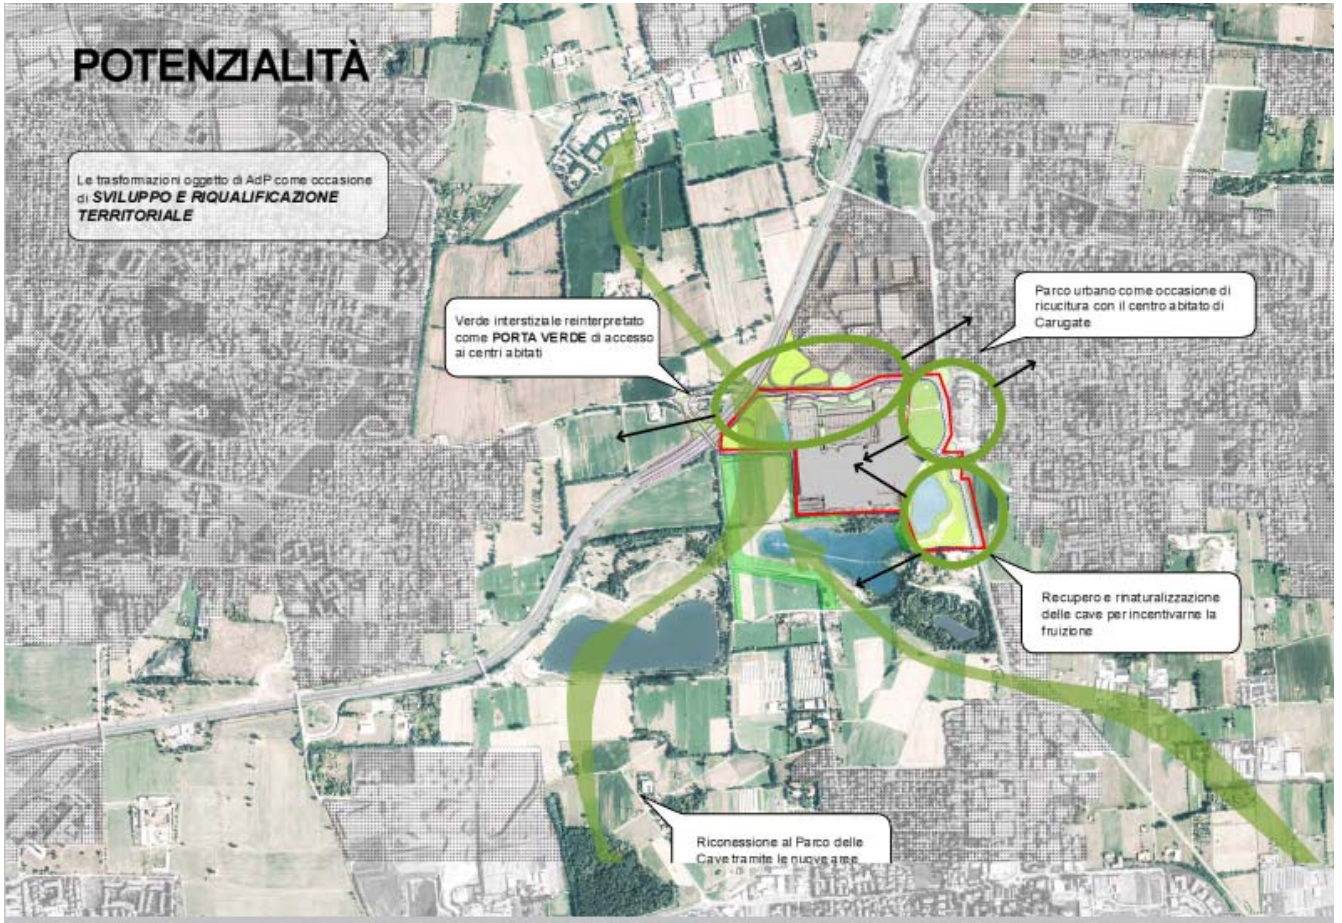 POTENZIALITÀ
Le trasformazioni oggetto di AdP come occasione
di SVILUPPO E RIQUALIFICAZIONE
TERRITORIALE
Parco urbano come occasione di
ricucitura con il centro abitato di
Carugate
Verde interstiziale reinterpretato
come PORTA VERDE di accesso
ai centri abitati
Recupero e rinaturalizzazione
delle cave per incentivarne la
fruizione
Riconessione al Parco delle
Cave tramite le nuove aree